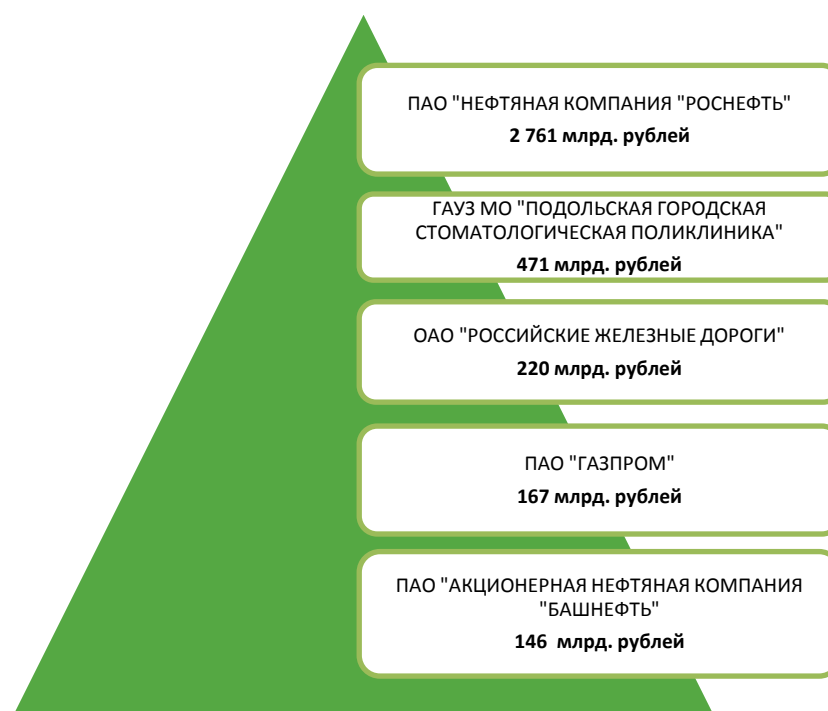 ПАО "НЕФТЯНАЯ КОМПАНИЯ "РОСНЕФТЬ"
2 761 млрд. рублей
ГАУЗ МО "ПОДОЛЬСКАЯ ГОРОДСКАЯ
СТОМАТОЛОГИЧЕСКАЯ ПОЛИКЛИНИКА"
471 млрд. рублей
ОАО "РОССИЙСКИЕ ЖЕЛЕЗНЫЕ ДОРОГИ"
220 млрд. рублей
ПАО "ГАЗПРОМ"
167 млрд. рублей
ПАО "АКЦИОНЕРНАЯ НЕФТЯНАЯ КОМПАНИЯ
"БАШНЕФТЬ"
146 млрд. рублей